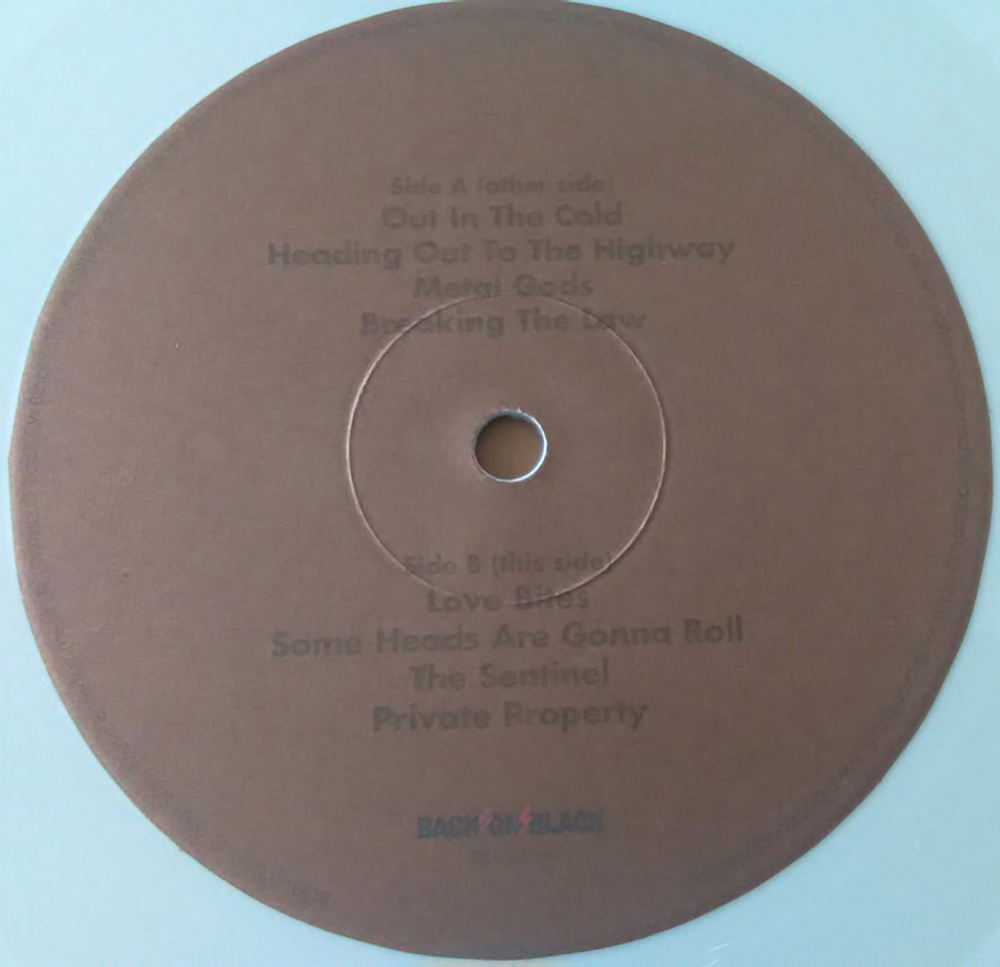 Side A (other side)
Out In The Cold
Heading Out To The Highway
Metal Gods
Breaking The Law
Side B (this side)
Love Bites
Some Heads Are Gonna Roll
The Sentinel
Private Property
BACK ON BLACK